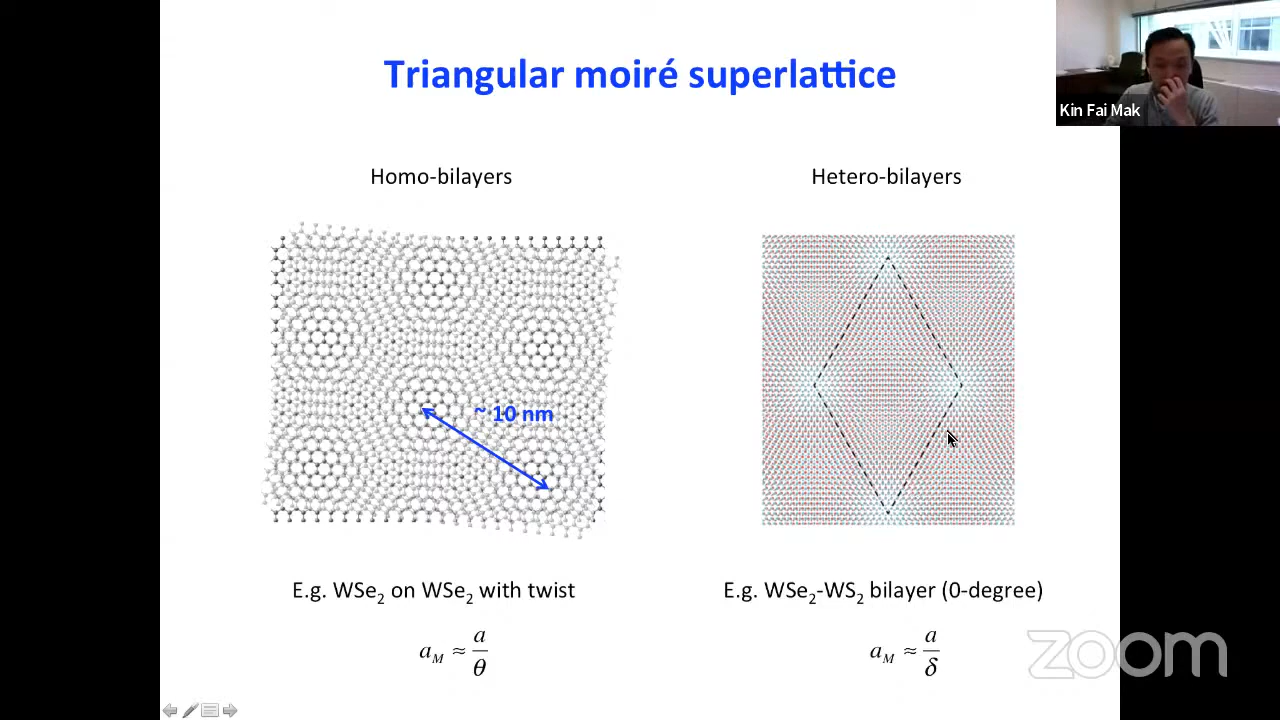 Triangular moiré superlattice
Kin Fai Mak
Homo-bilayers
Hetero-bilayers
~ 10 nm
E.g. WSe₂ on WSe₂ with twist
E.g. WSe₂-WS₂ bilayer (0-degree)
a_M ≈ a/θ
a_M ≈ a/δ
zoom